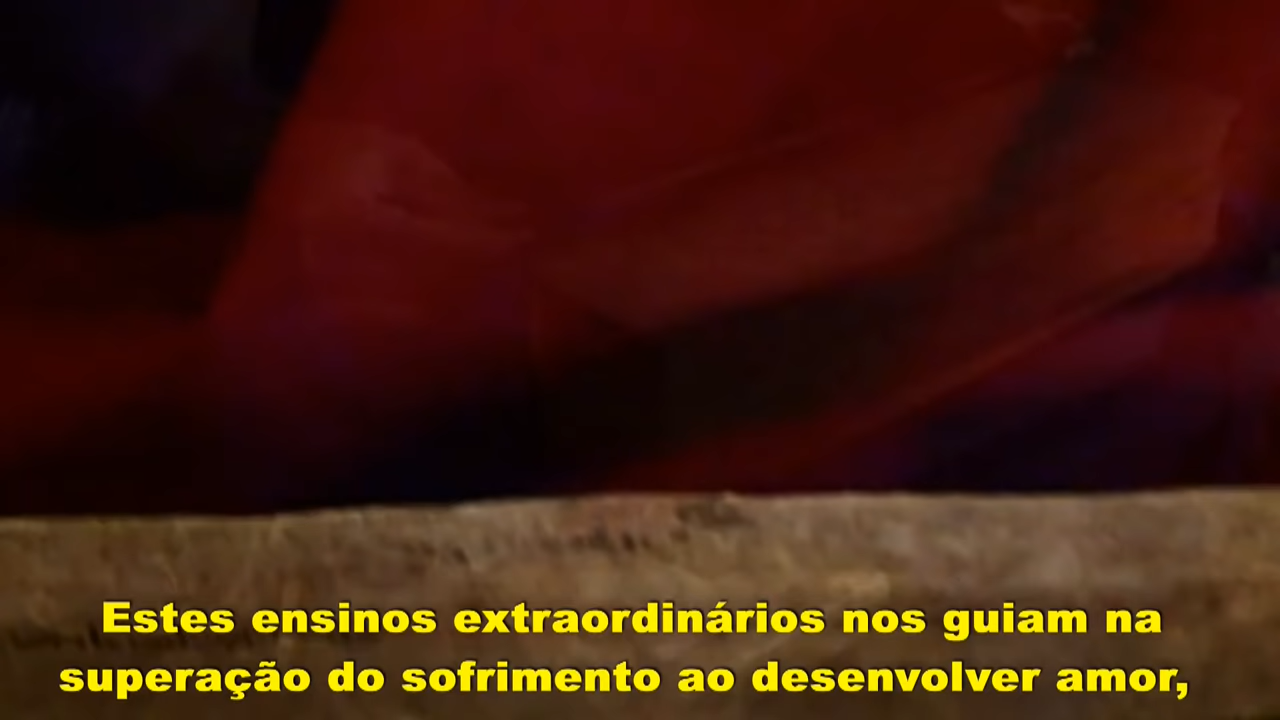 Estes ensinos extraordinários nos guiam na
superação do sofrimento ao desenvolver amor,